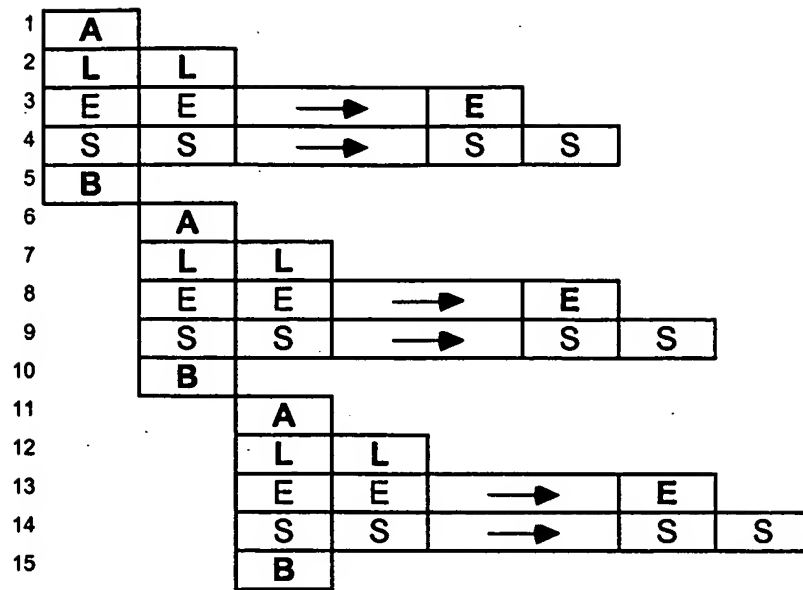 1 A
2 L L
3 E E → E
4 S S → S S
5 B
6 A
7 L L
8 E E → E
9 S S → S S
10 B
11 A
12 L L
13 E E → E
14 S S → S S
15 B